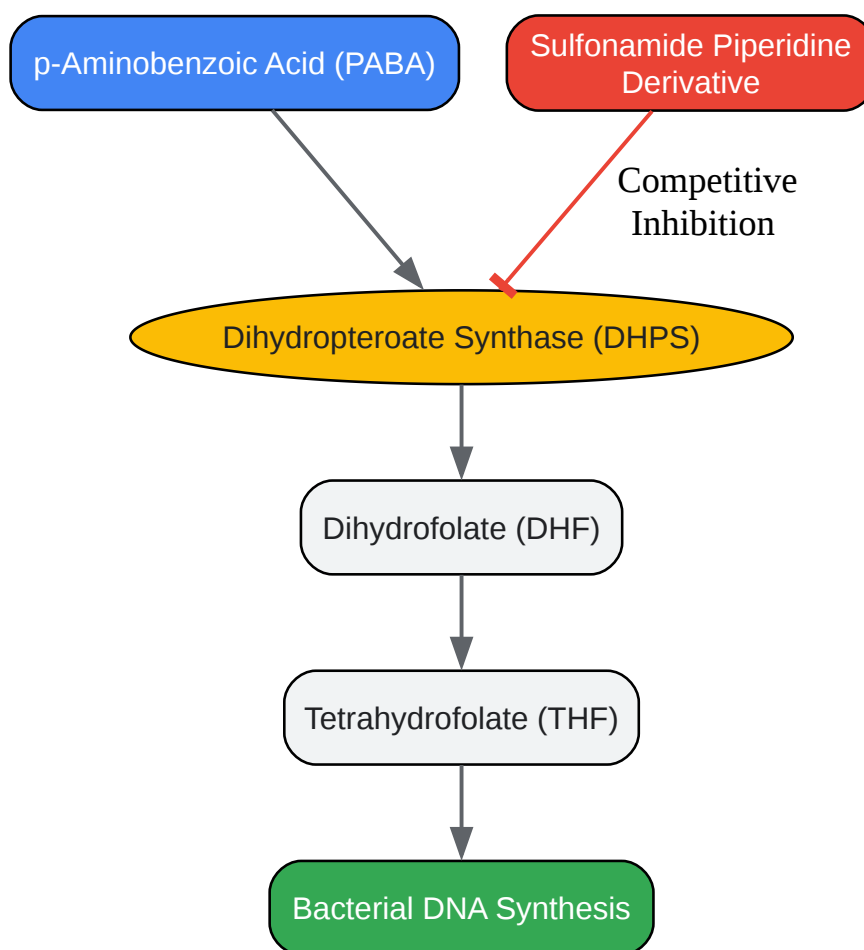 p-Aminobenzoic Acid (PABA)
Sulfonamide Piperidine
Derivative
Competitive
Inhibition
Dihydropteroate Synthase (DHPS)
Dihydrofolate (DHF)
Tetrahydrofolate (THF)
Bacterial DNA Synthesis